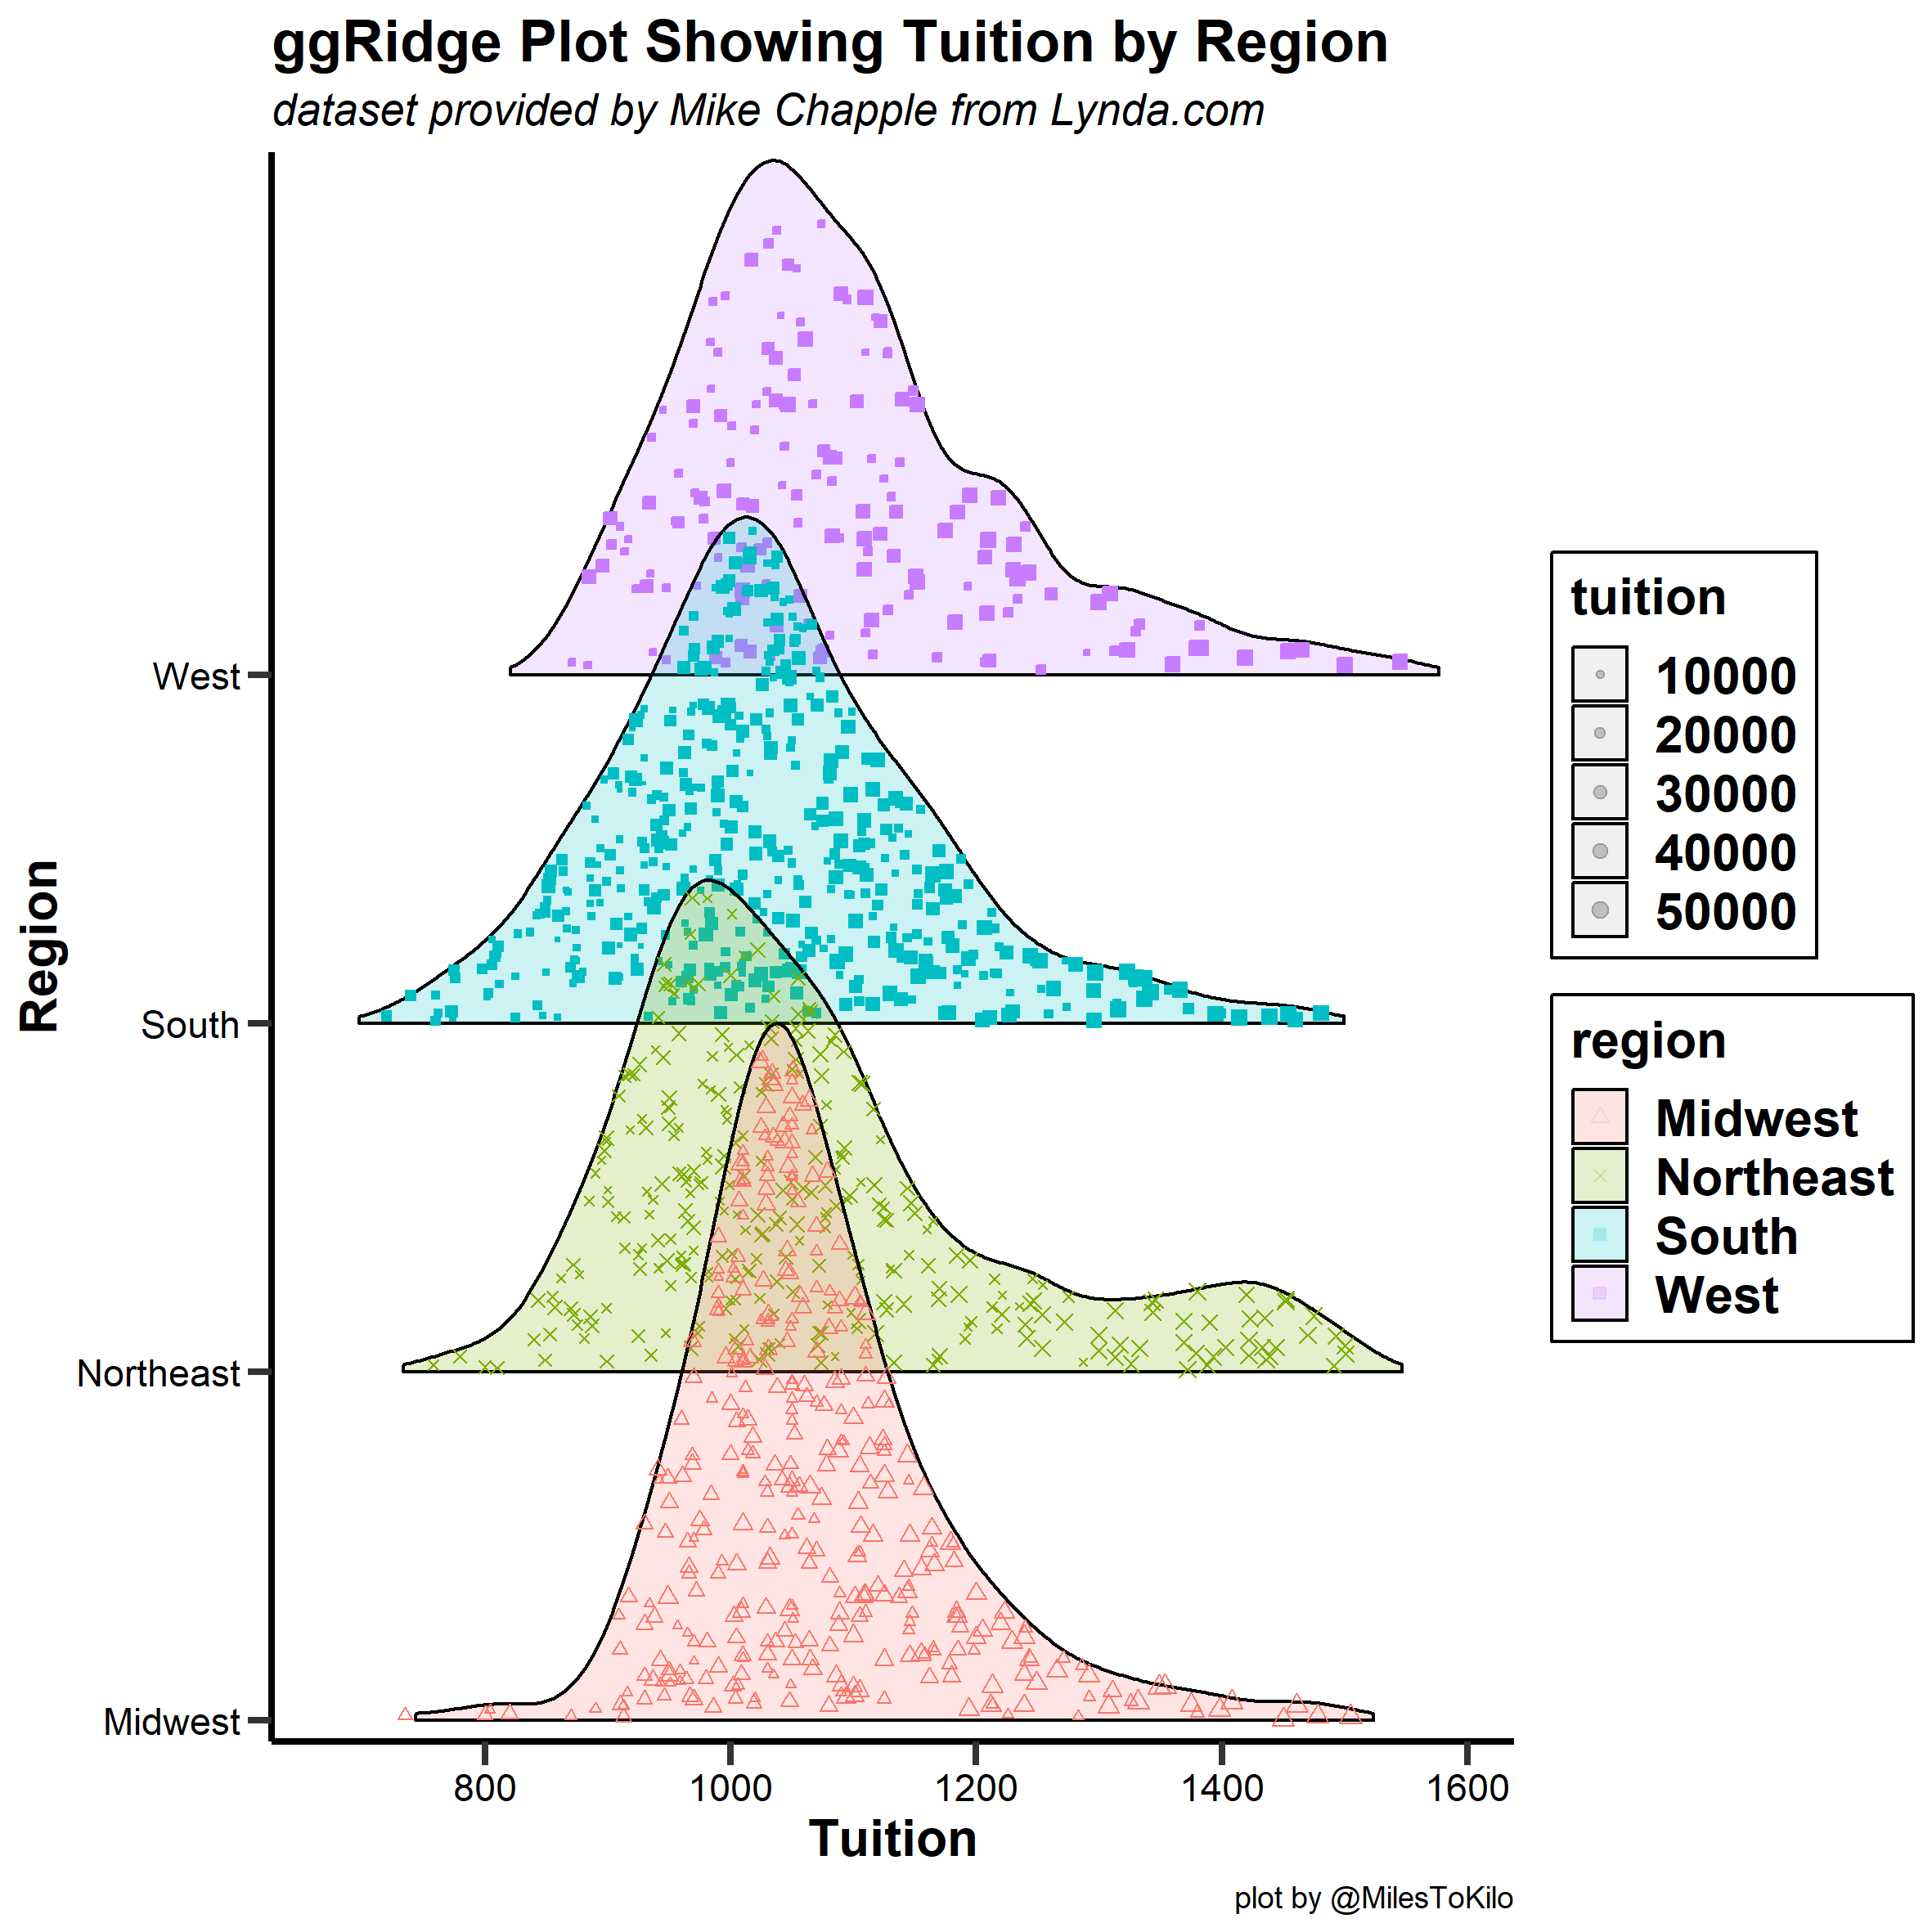 ggRidge Plot Showing Tuition by Region
dataset provided by Mike Chapple from Lynda.com
Region
West
South
Northeast
Midwest
800 1000 1200 1400 1600
Tuition
tuition
10000
20000
30000
40000
50000
region
Midwest
Northeast
South
West
plot by @MilesToKilo